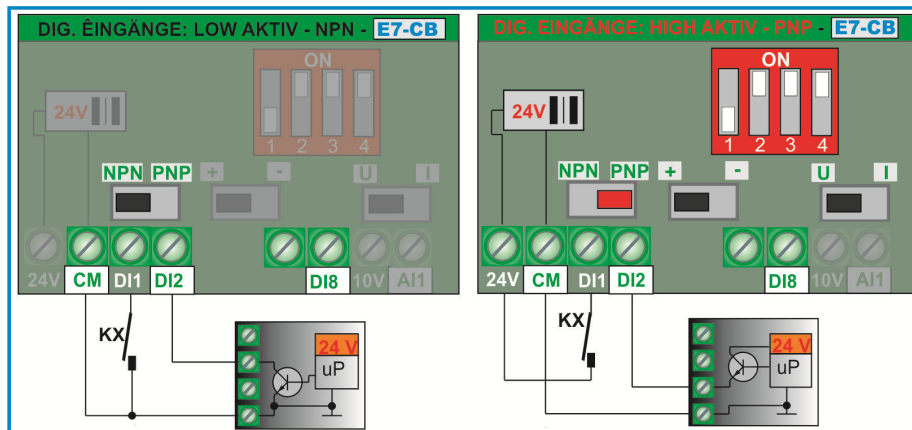 DIG. ÊINGÄNGE: LOW AKTIV - NPN - E7-CB
ON
24V
1 2 3 4
NPN PNP + - U I
24V CM DI1 DI2 DI8 10V AI1
KX
24 V
uP
DIG. EINGÄNGE: HIGH AKTIV - PNP - E7-CB
ON
24V
1 2 3 4
NPN PNP + - U I
24V CM DI1 DI2 DI8 10V AI1
KX
24 V
uP